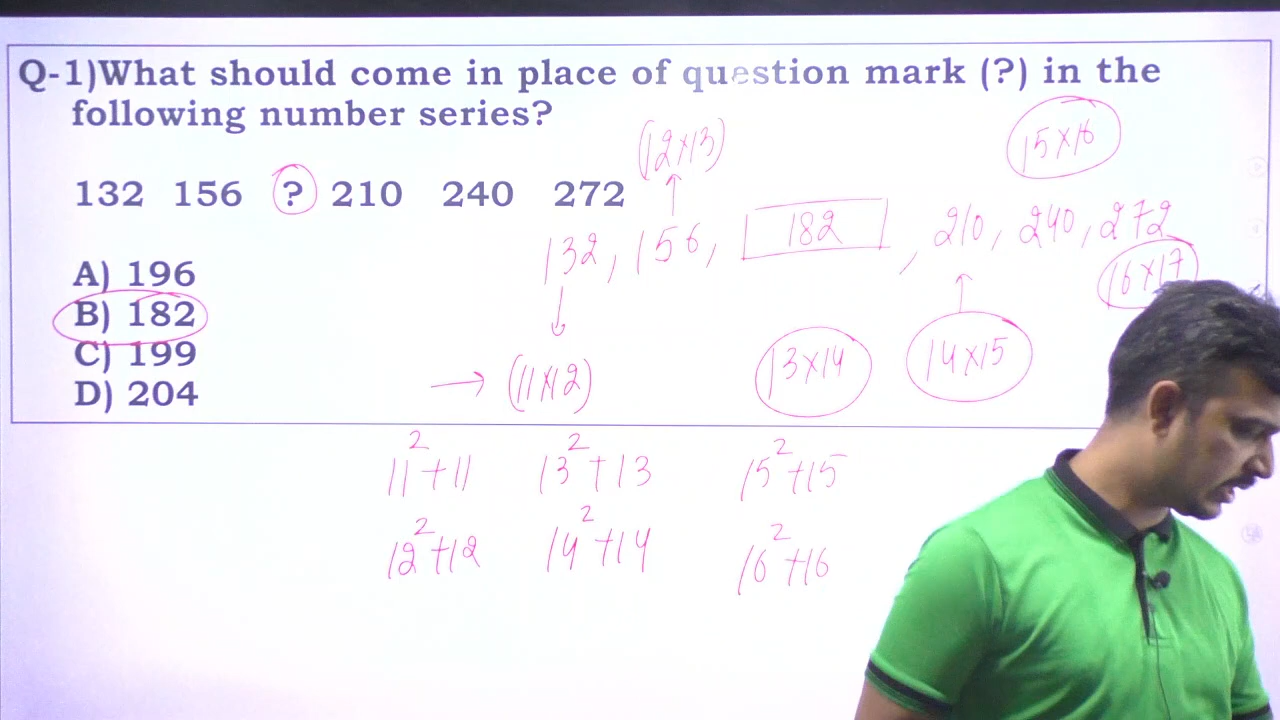 Q-1)What should come in place of question mark (?) in the
following number series?
(12×13)
15×16
132 156 ? 210 240 272
132, 156, 182, 210, 240, 272
A) 196
16×17
B) 182
C) 199
13×14
14×15
D) 204
→ (11×12)
11²+11 13²+13 15²+15
12²+12 14²+14 16²+16